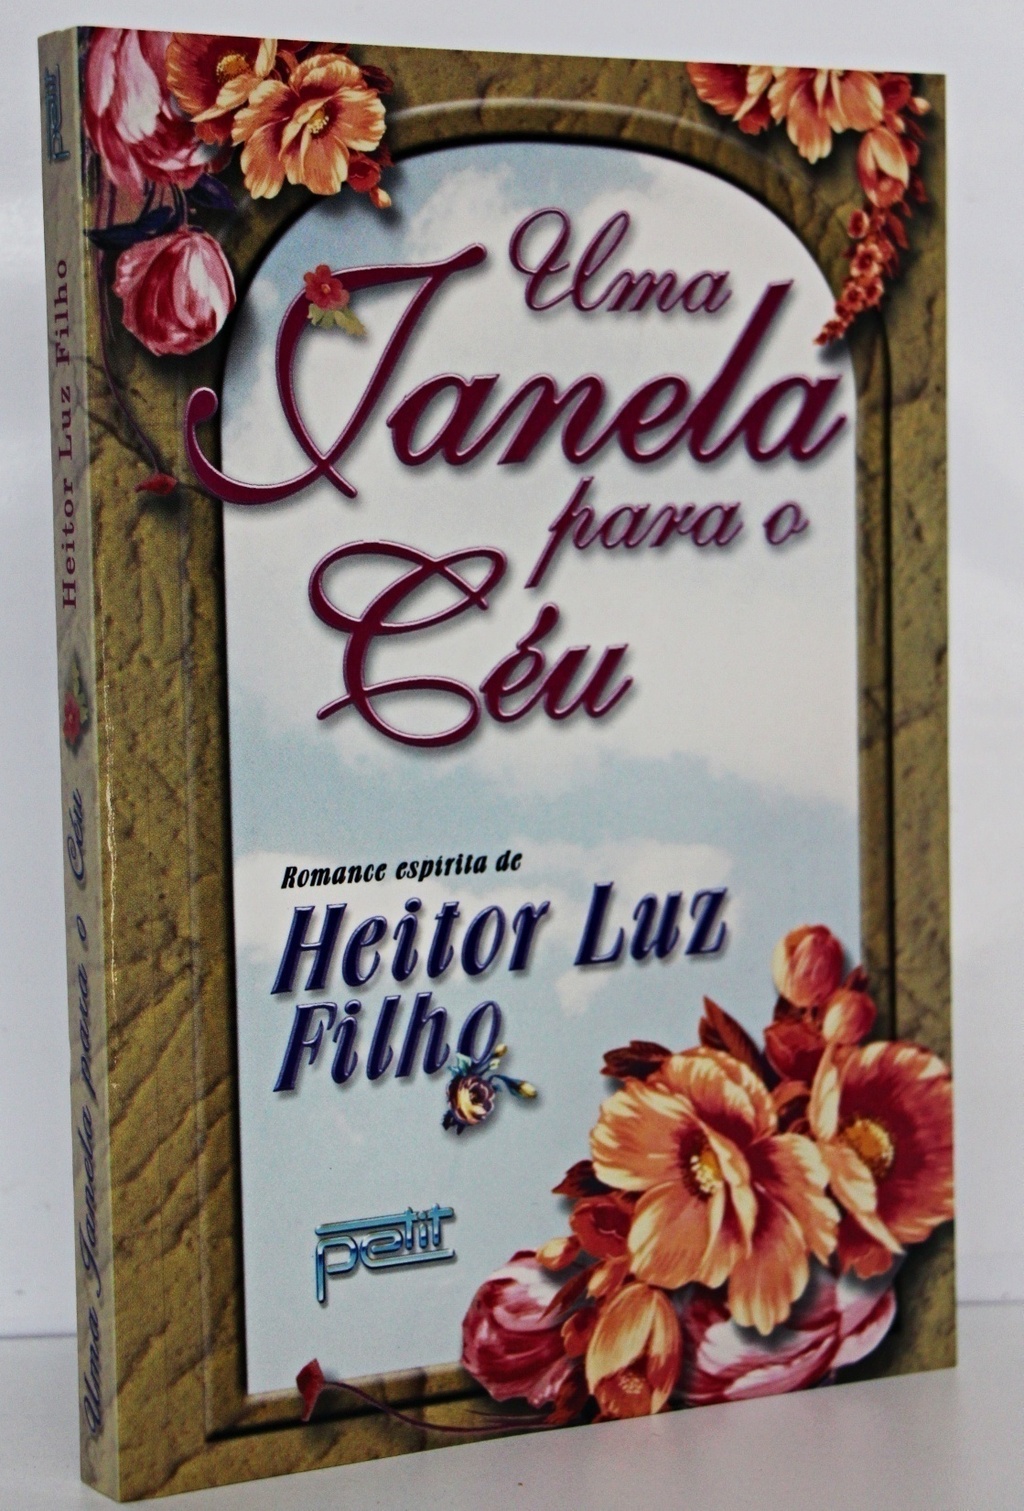 Uma
Janela
para o
Céu
Romance espírita de
Heitor Luz
Filho
petit
petit
Heitor Luz Filho
Uma Janela para o Céu